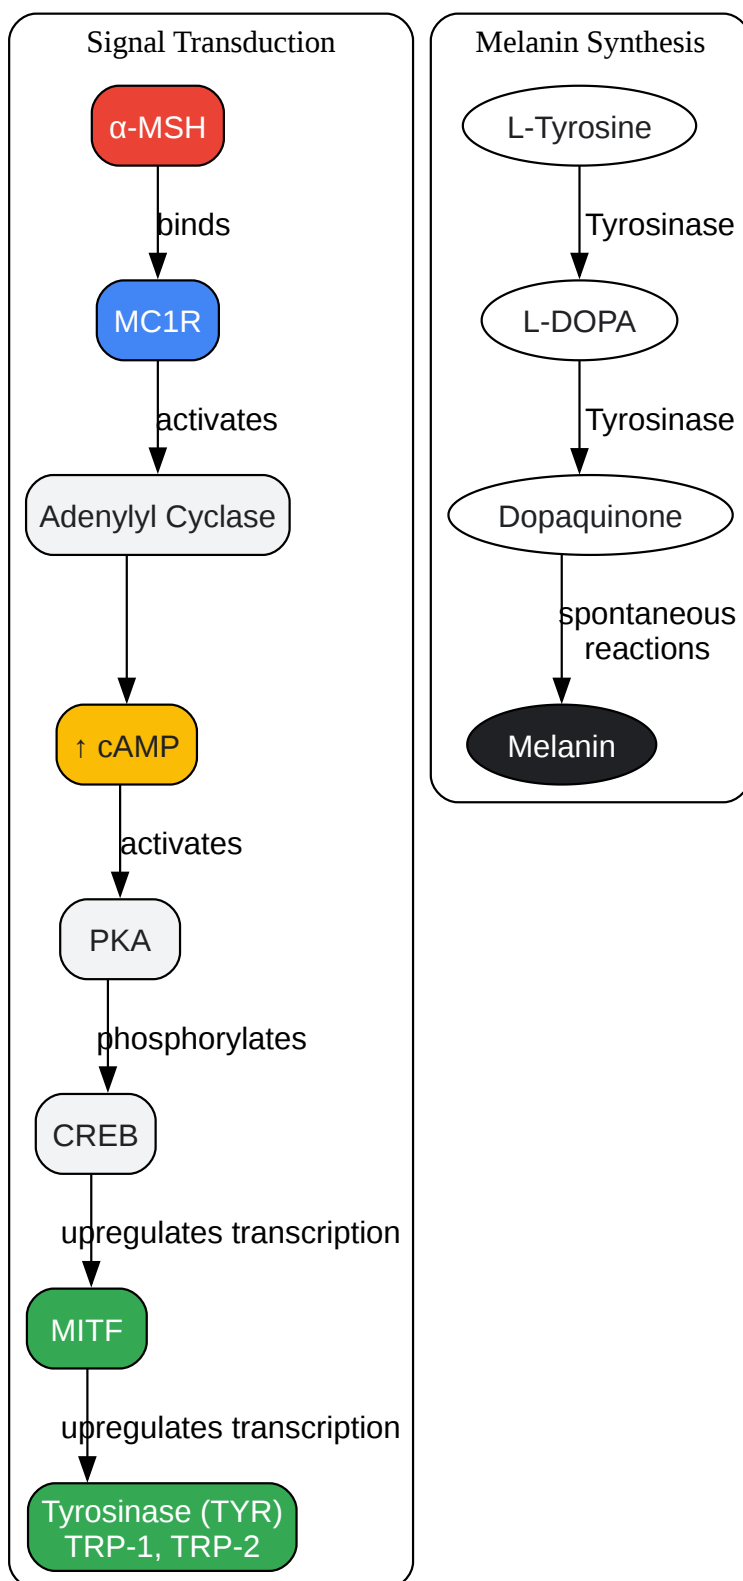 Signal Transduction
α-MSH
binds
MC1R
activates
Adenylyl Cyclase
↑ cAMP
activates
PKA
phosphorylates
CREB
upregulates transcription
MITF
upregulates transcription
Tyrosinase (TYR)
TRP-1, TRP-2
Melanin Synthesis
L-Tyrosine
Tyrosinase
L-DOPA
Tyrosinase
Dopaquinone
spontaneous
reactions
Melanin